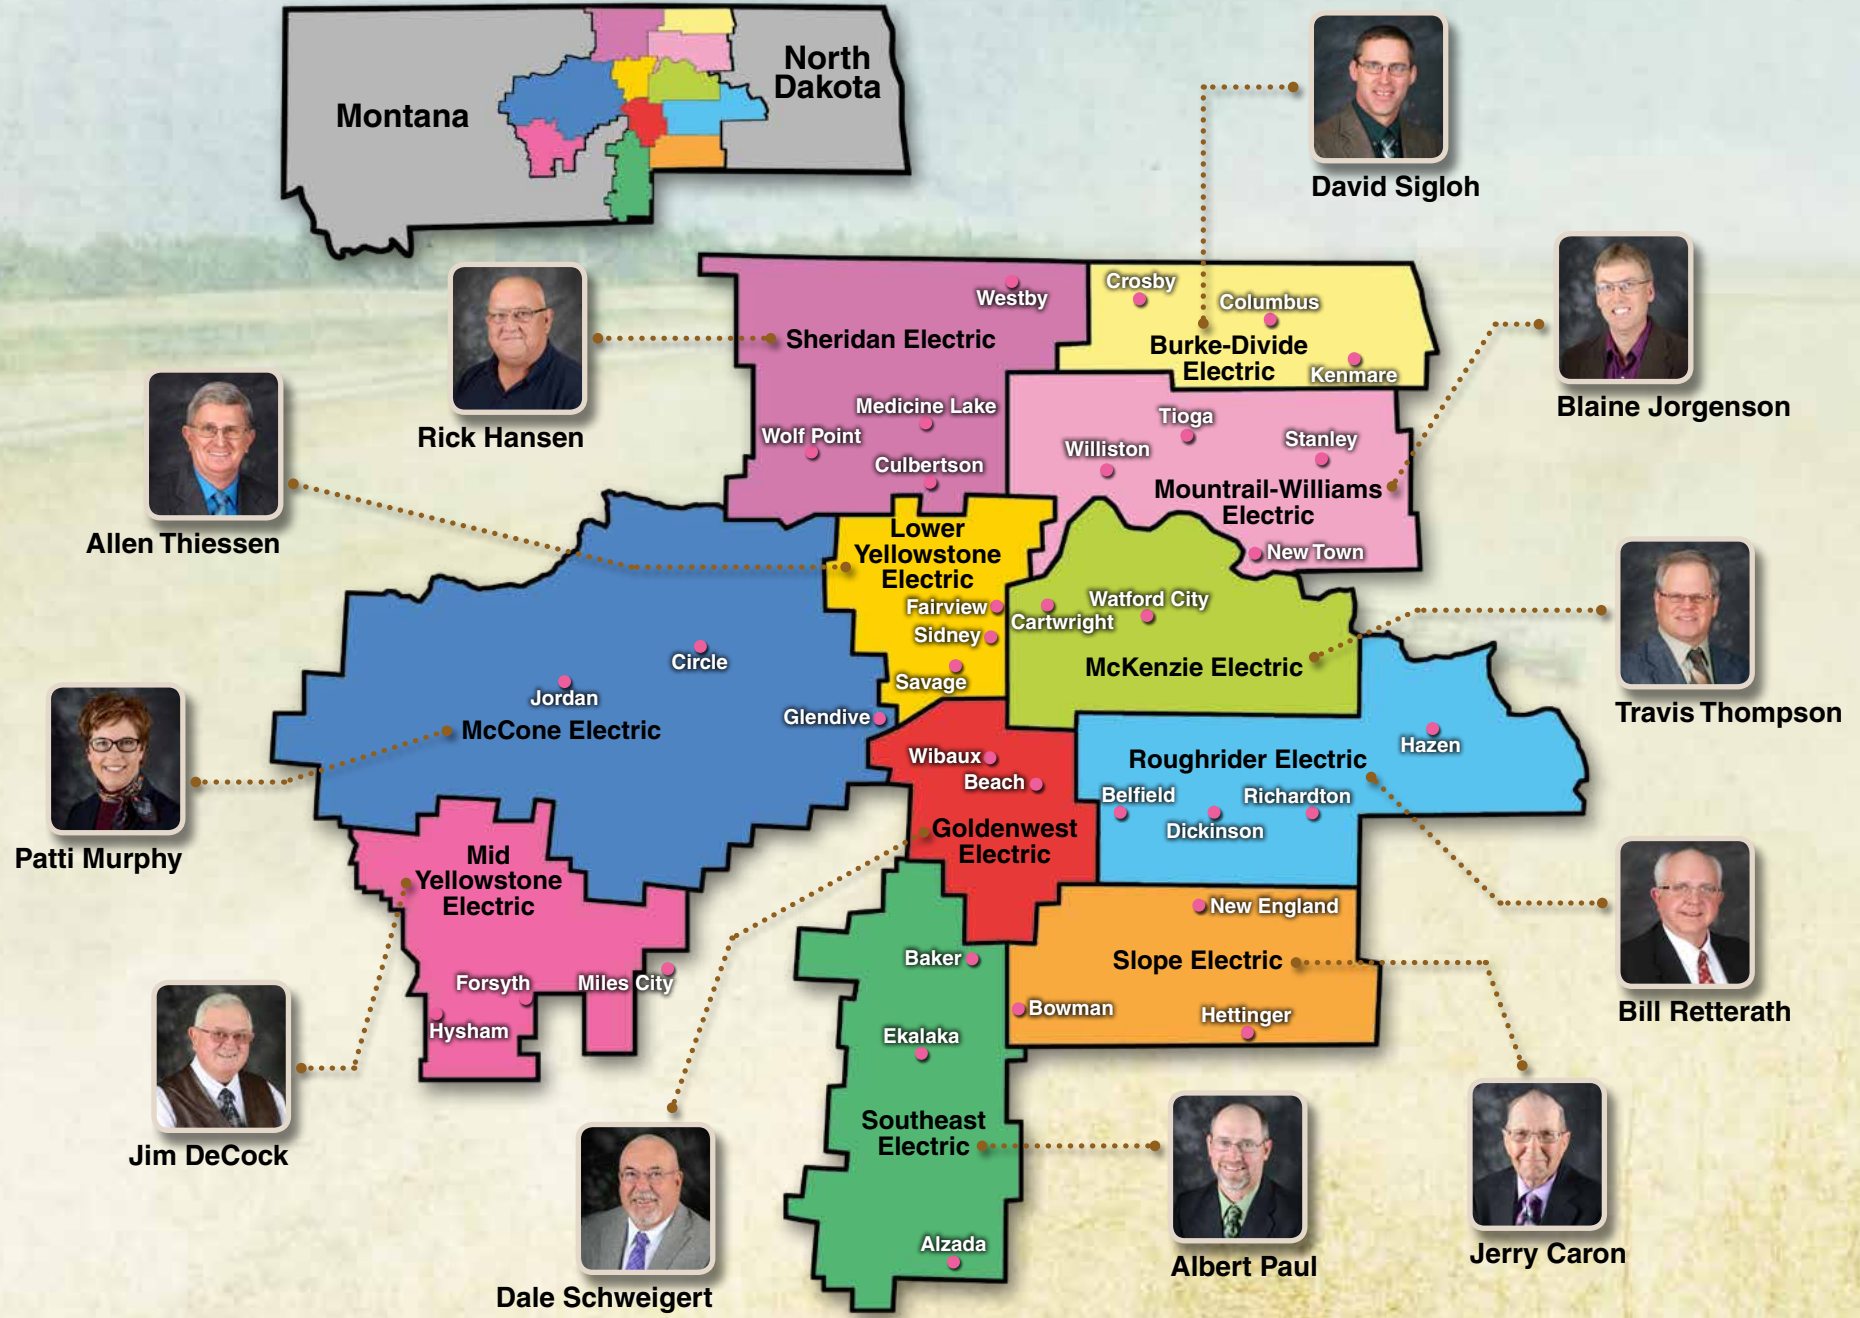 Montana
North
Dakota
David Sigloh
Rick Hansen
Blaine Jorgenson
Allen Thiessen
Travis Thompson
Patti Murphy
Bill Retterath
Jim DeCock
Dale Schweigert
Albert Paul
Jerry Caron
Westby
Sheridan Electric
Medicine Lake
Wolf Point
Culbertson
Crosby
Columbus
Burke-Divide
Electric
Kenmare
Tioga
Williston
Stanley
Mountrail-Williams
Electric
New Town
Lower
Yellowstone
Electric
Fairview
Sidney
Savage
Cartwright
Watford City
McKenzie Electric
Circle
Jordan
Glendive
McCone Electric
Wibaux
Beach
Goldenwest
Electric
Roughrider Electric
Hazen
Belfield
Dickinson
Richardton
Mid
Yellowstone
Electric
Forsyth
Miles City
Hysham
New England
Slope Electric
Bowman
Hettinger
Baker
Ekalaka
Southeast
Electric
Alzada